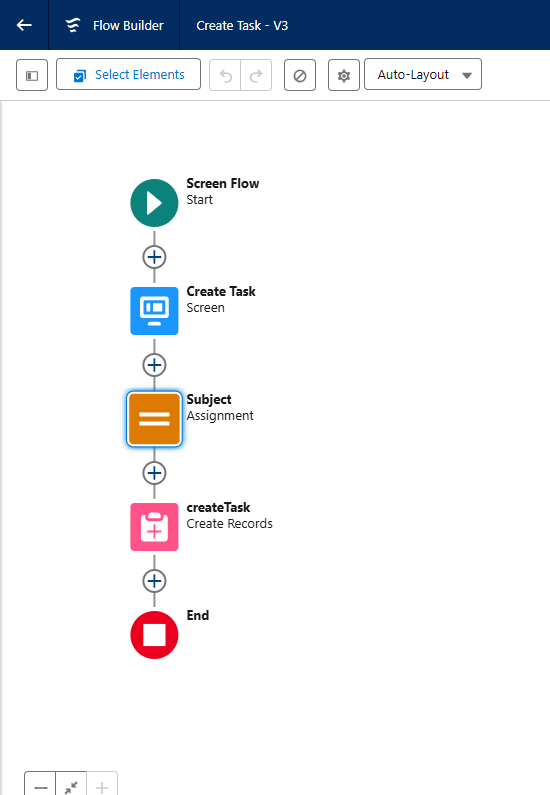 Flow Builder
Create Task - V3
Select Elements
Auto-Layout
Screen Flow
Start
Create Task
Screen
Subject
Assignment
createTask
Create Records
End